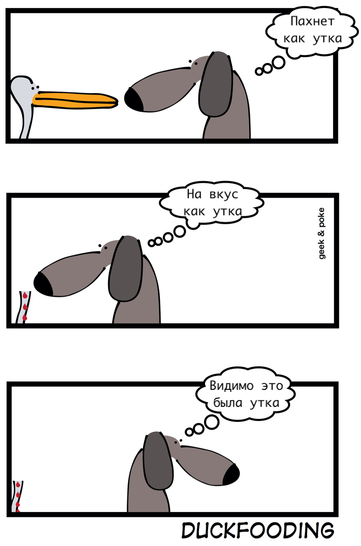 Пахнет
как утка
На вкус
как утка
geek & poke
Видимо это
была утка
DUCKFOODING